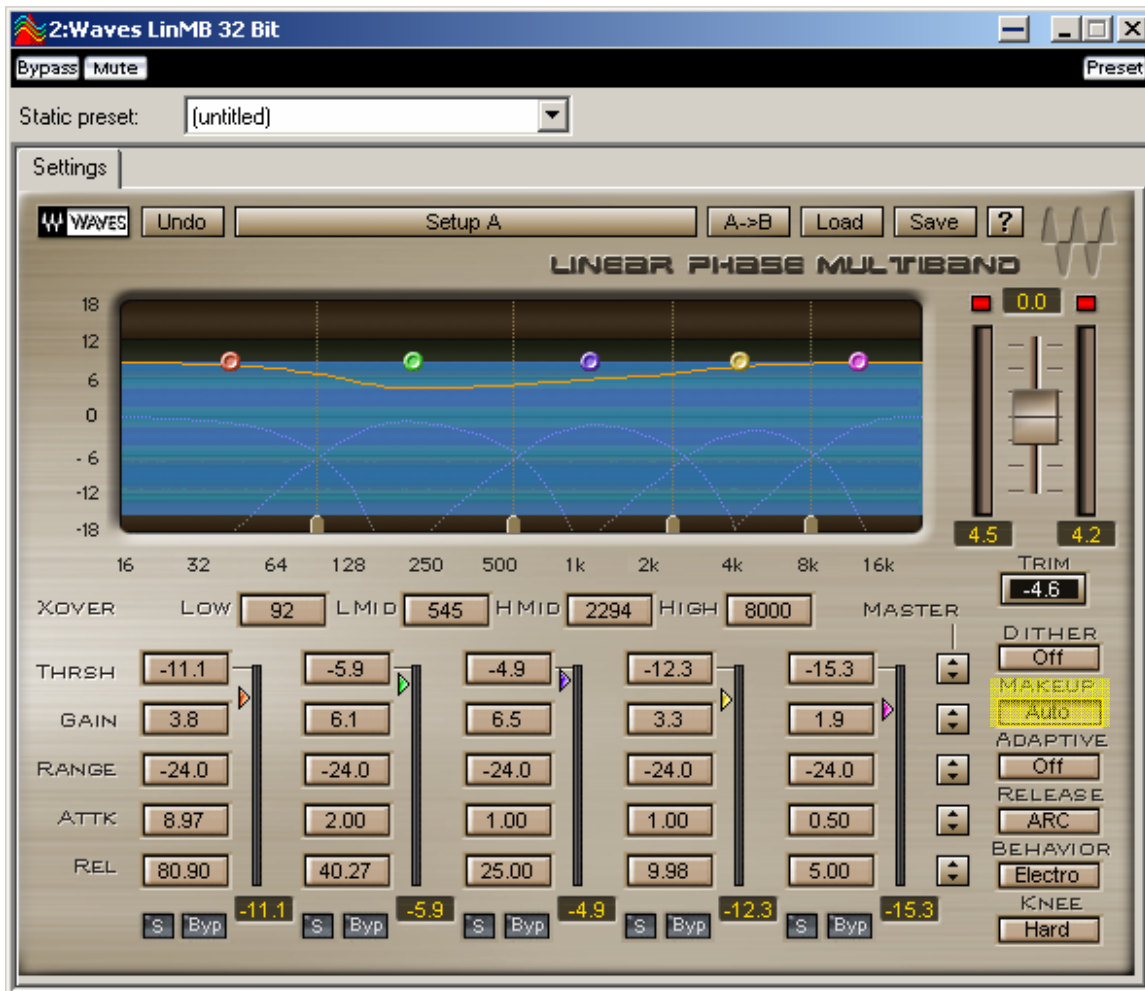 2:Waves LinMB 32 Bit
Bypass Mute Preset
Static preset: (untitled)
Settings
WAVES Undo Setup A A->B Load Save ?
LINEAR PHASE MULTIBAND
18
12
6
0
- 6
-12
-18
0.0
4.5 4.2
16 32 64 128 250 500 1k 2k 4k 8k 16k
TRIM
-4.6
XOVER LOW 92 LMID 545 HMID 2294 HIGH 8000 MASTER
DITHER
Off
THRSH -11.1 -5.9 -4.9 -12.3 -15.3
MAKEUP
Auto
GAIN 3.8 6.1 6.5 3.3 1.9
ADAPTIVE
Off
RANGE -24.0 -24.0 -24.0 -24.0 -24.0
RELEASE
ARC
ATTK 8.97 2.00 1.00 1.00 0.50
BEHAVIOR
Electro
REL 80.90 40.27 25.00 9.98 5.00
KNEE
Hard
-11.1 -5.9 -4.9 -12.3 -15.3
S Byp S Byp S Byp S Byp S Byp